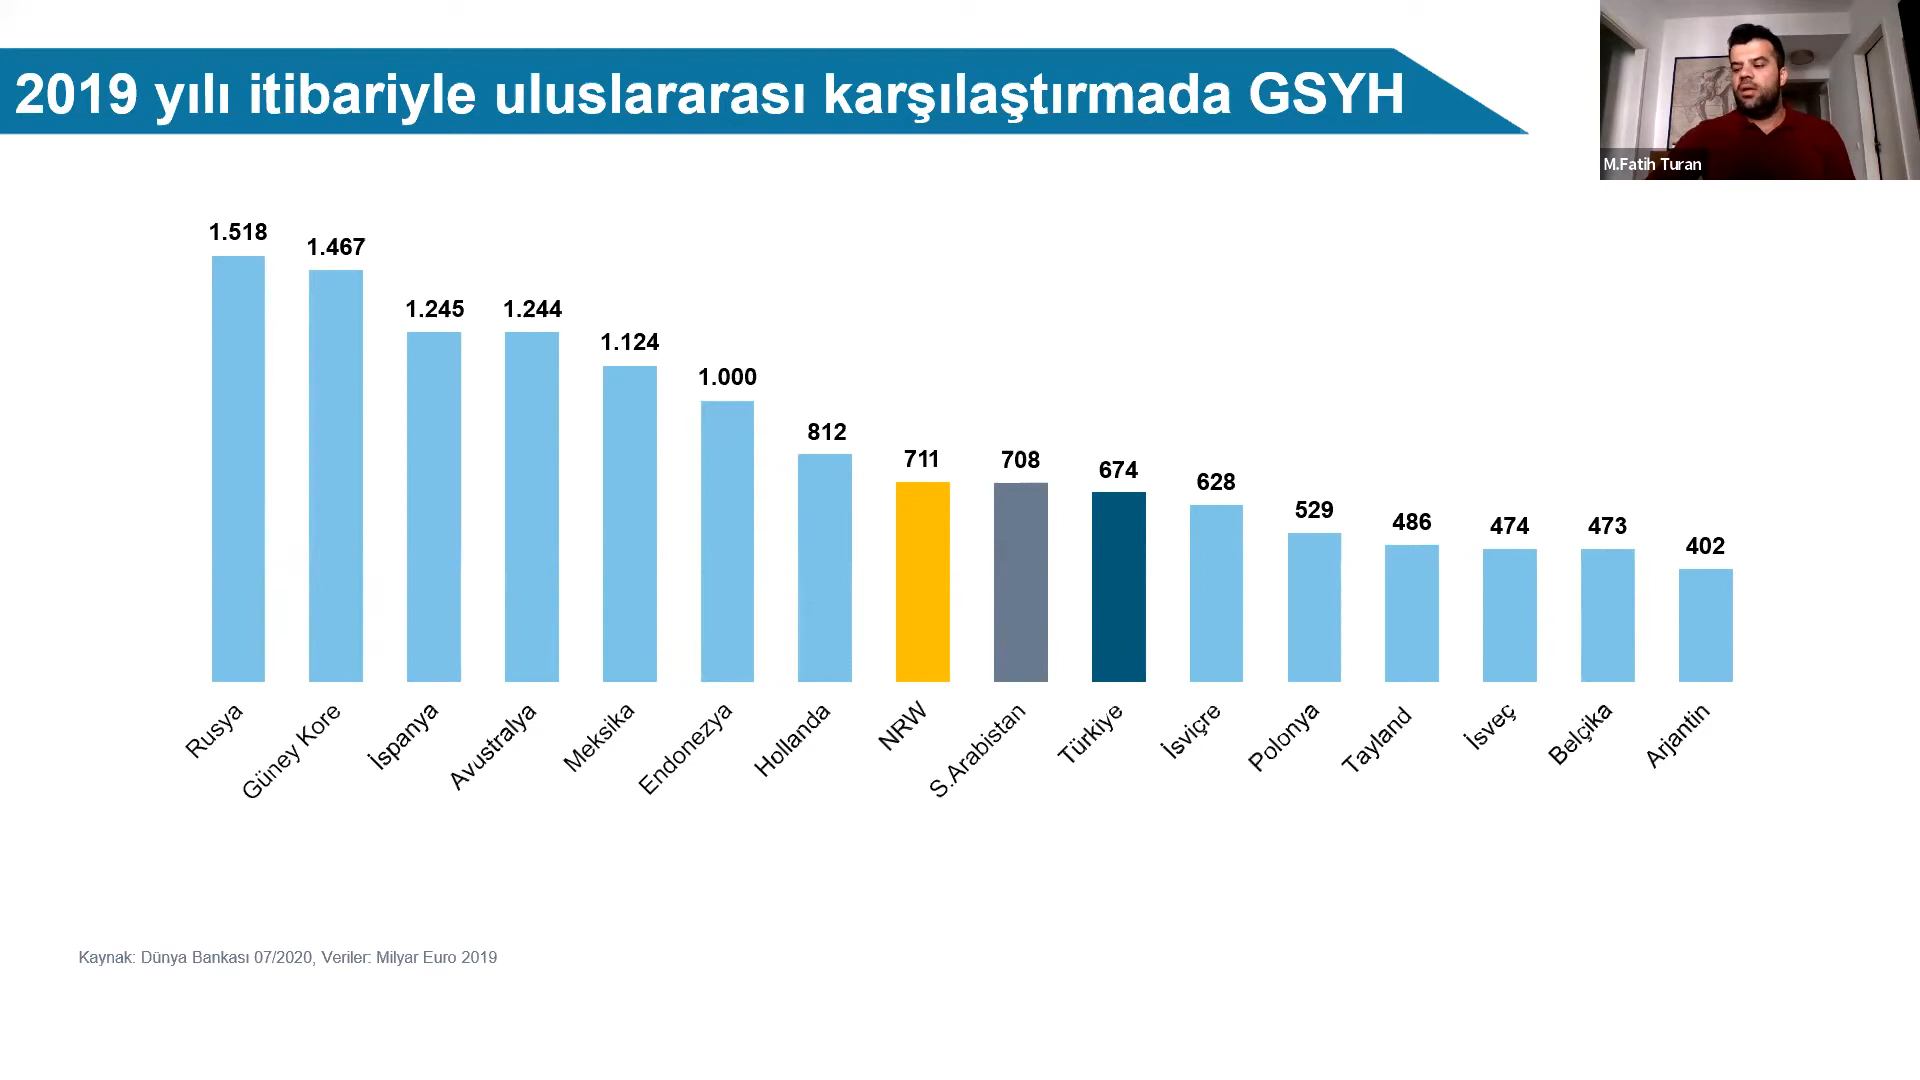 2019 yılı itibariyle uluslararası karşılaştırmada GSYH
M.Fatih Turan
1.518
1.467
1.245
1.244
1.124
1.000
812
711
708
674
628
529
486
474
473
402
Rusya
Güney Kore
İspanya
Avustralya
Meksika
Endonezya
Hollanda
NRW
S.Arabistan
Türkiye
İsviçre
Polonya
Tayland
İsveç
Belçika
Arjantin
Kaynak: Dünya Bankası 07/2020, Veriler: Milyar Euro 2019